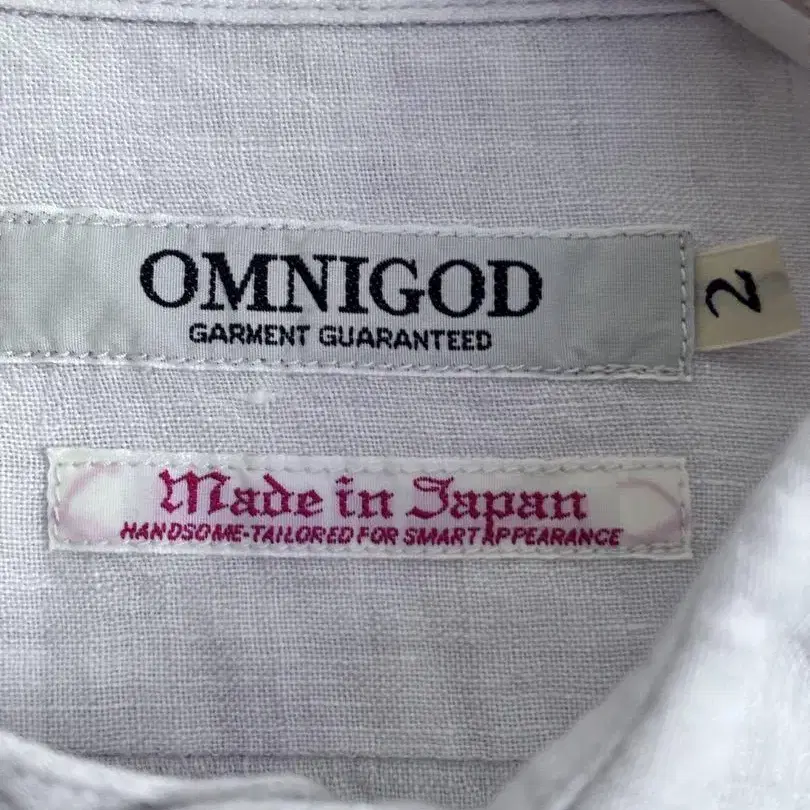 OMNIGOD
GARMENT GUARANTEED
2
Made in Japan
HANDSOME-TAILORED FOR SMART APPEARANCE